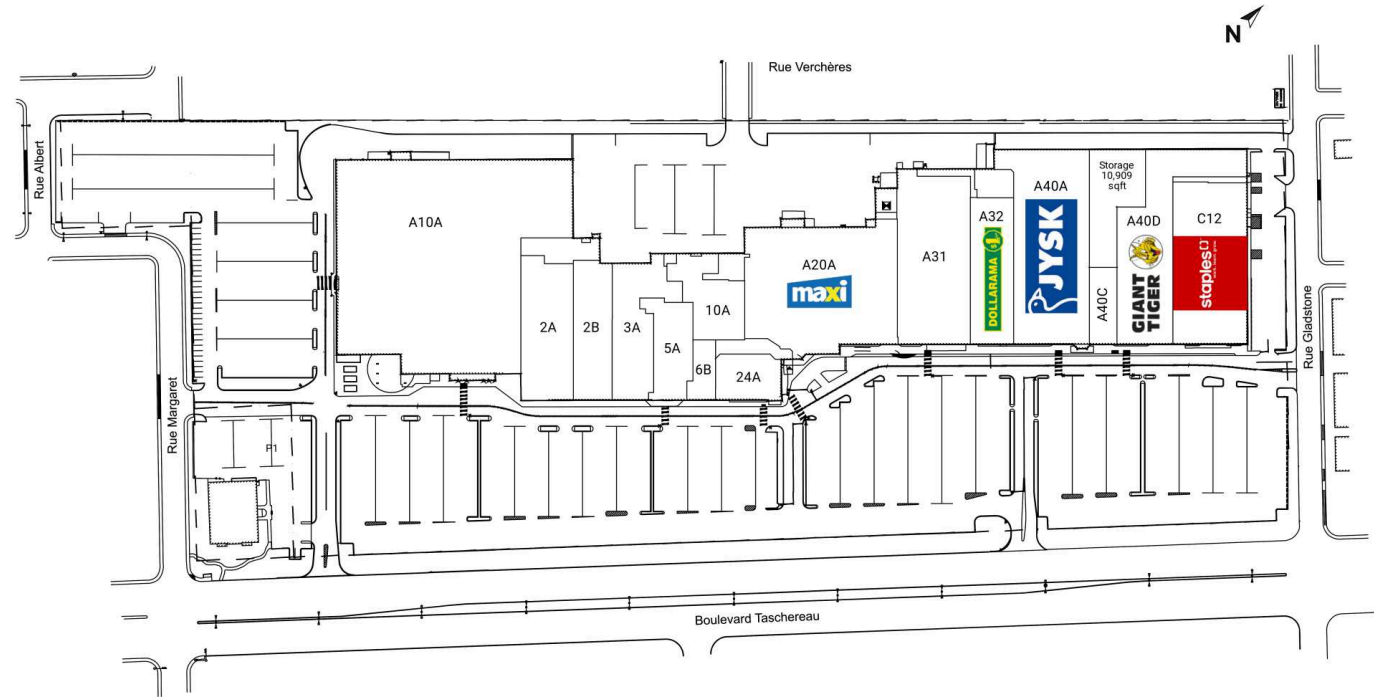 N
Rue Verchères
Rue Albert
Storage
10,909
sqft
A10A
A40A
A32
A40D
C12
JYSK
A20A
A31
DOLLARAMA
maxi
staples
GIANT
TIGER
10A
A40C
2A
2B
3A
5A
6B
24A
Rue Gladstone
Rue Margaret
P1
Boulevard Taschereau